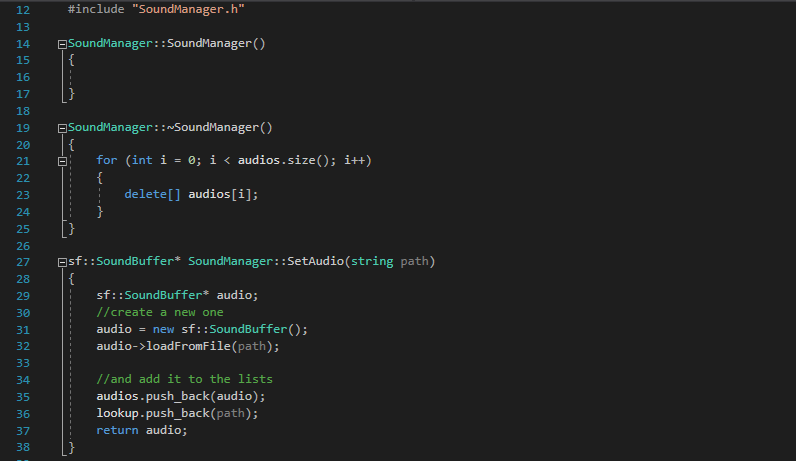 12 #include "SoundManager.h"
13
14 SoundManager::SoundManager()
15 {
16
17 }
18
19 SoundManager::~SoundManager()
20 {
21 for (int i = 0; i < audios.size(); i++)
22 {
23 delete[] audios[i];
24 }
25 }
26
27 sf::SoundBuffer* SoundManager::SetAudio(string path)
28 {
29 sf::SoundBuffer* audio;
30 //create a new one
31 audio = new sf::SoundBuffer();
32 audio->loadFromFile(path);
33
34 //and add it to the lists
35 audios.push_back(audio);
36 lookup.push_back(path);
37 return audio;
38 }